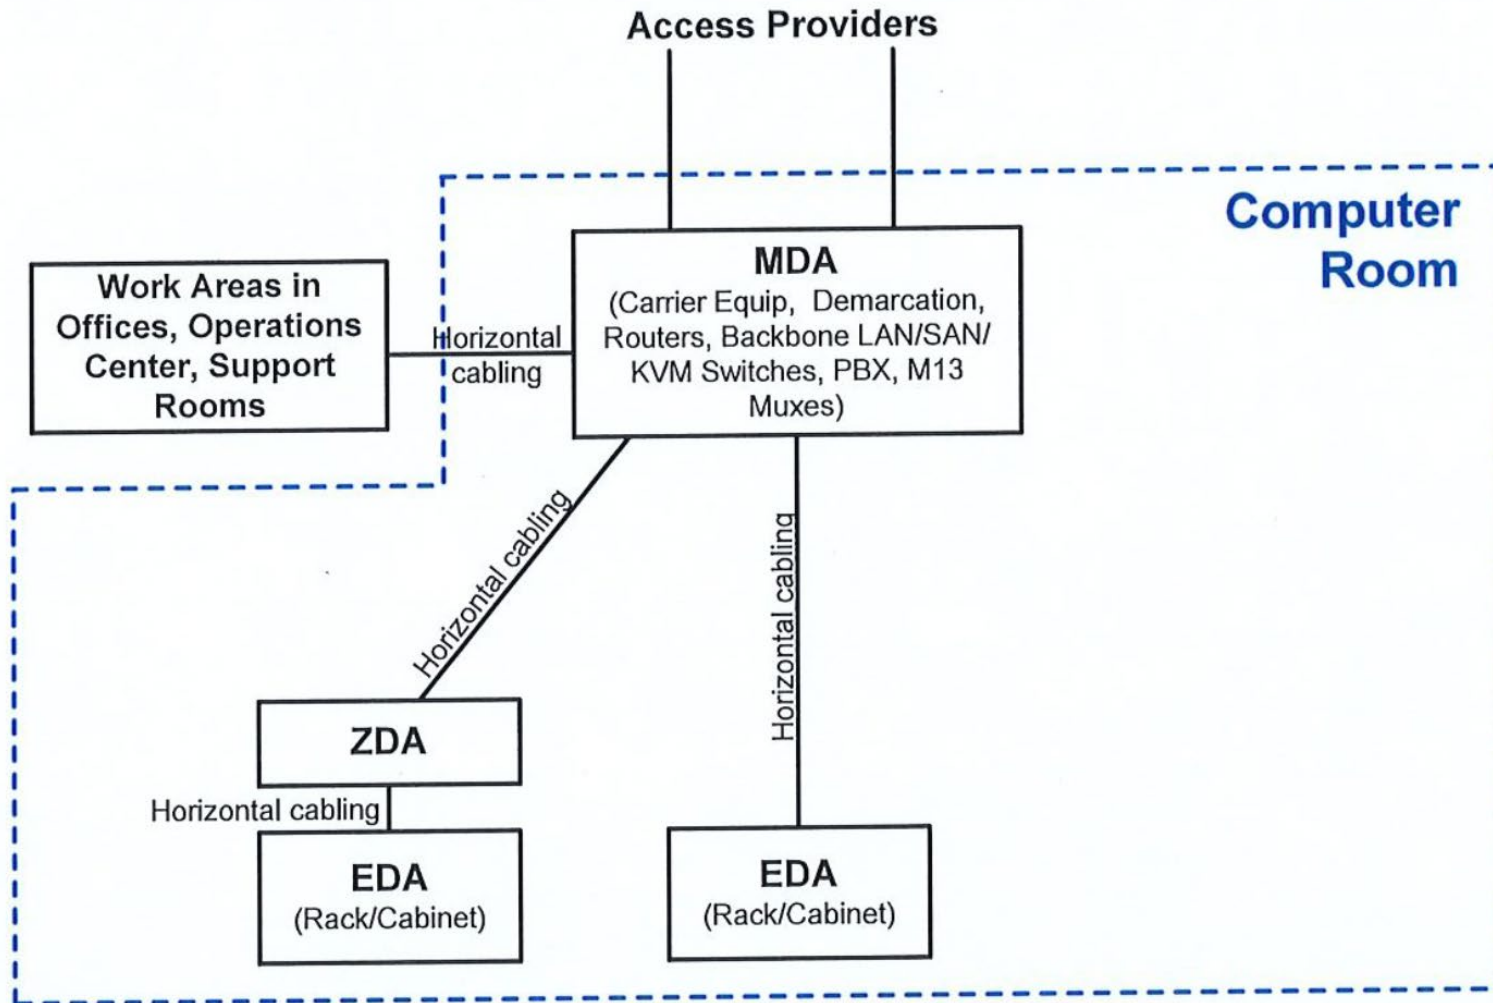 Access Providers
Computer
Room
MDA
(Carrier Equip, Demarcation,
Routers, Backbone LAN/SAN/
KVM Switches, PBX, M13
Muxes)
Work Areas in
Offices, Operations
Center, Support
Rooms
Horizontal
cabling
Horizontal cabling
Horizontal cabling
ZDA
Horizontal cabling
EDA
(Rack/Cabinet)
EDA
(Rack/Cabinet)